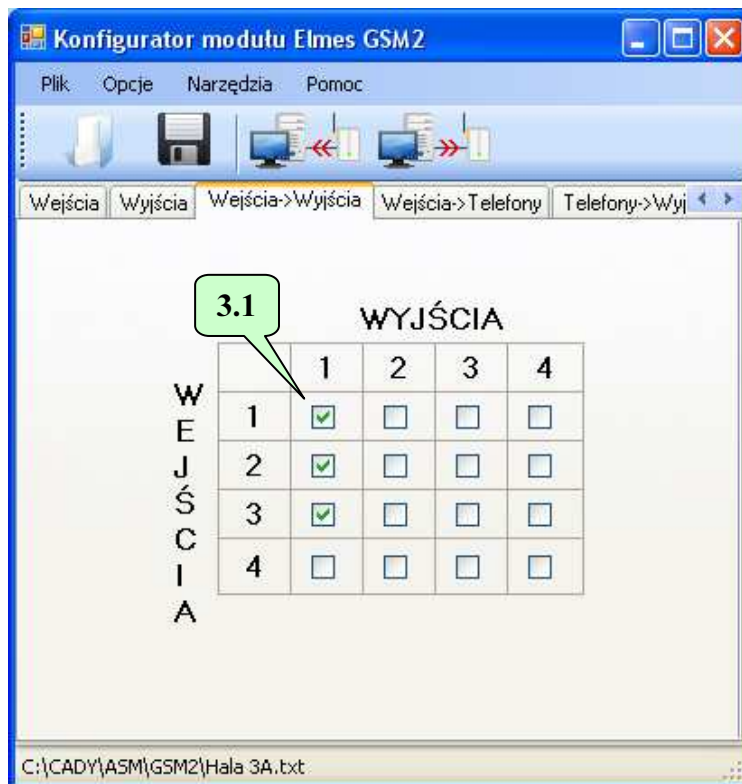 Konfigurator modułu Elmes GSM2
Plik Opcje Narzędzia Pomoc
Wejścia Wyjścia Wejścia->Wyjścia Wejścia->Telefony Telefony->Wyj
3.1
WYJŚCIA
1 2 3 4
WEJŚCIA
1
2
3
4
C:\CADY\ASM\GSM2\Hala 3A.txt